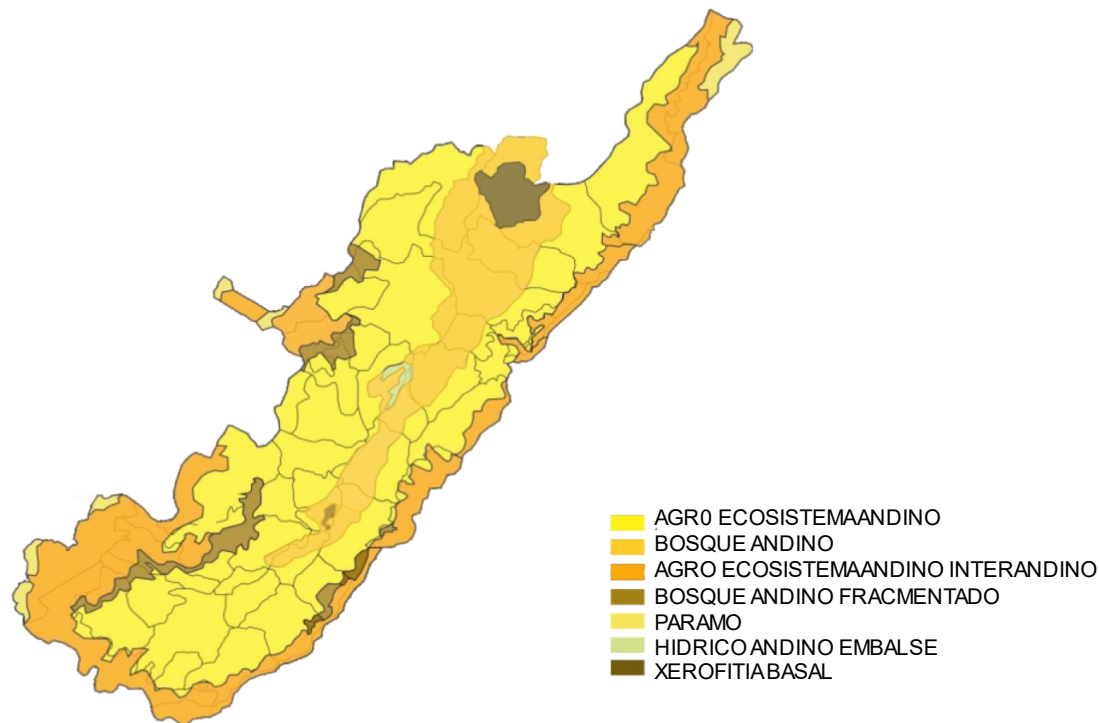 AGR0 ECOSISTEMAANDINO
BOSQUE ANDINO
AGRO ECOSISTEMAANDINO INTERANDINO
BOSQUE ANDINO FRACMENTADO
PARAMO
HIDRICO ANDINO EMBALSE
XEROFITIA BASAL